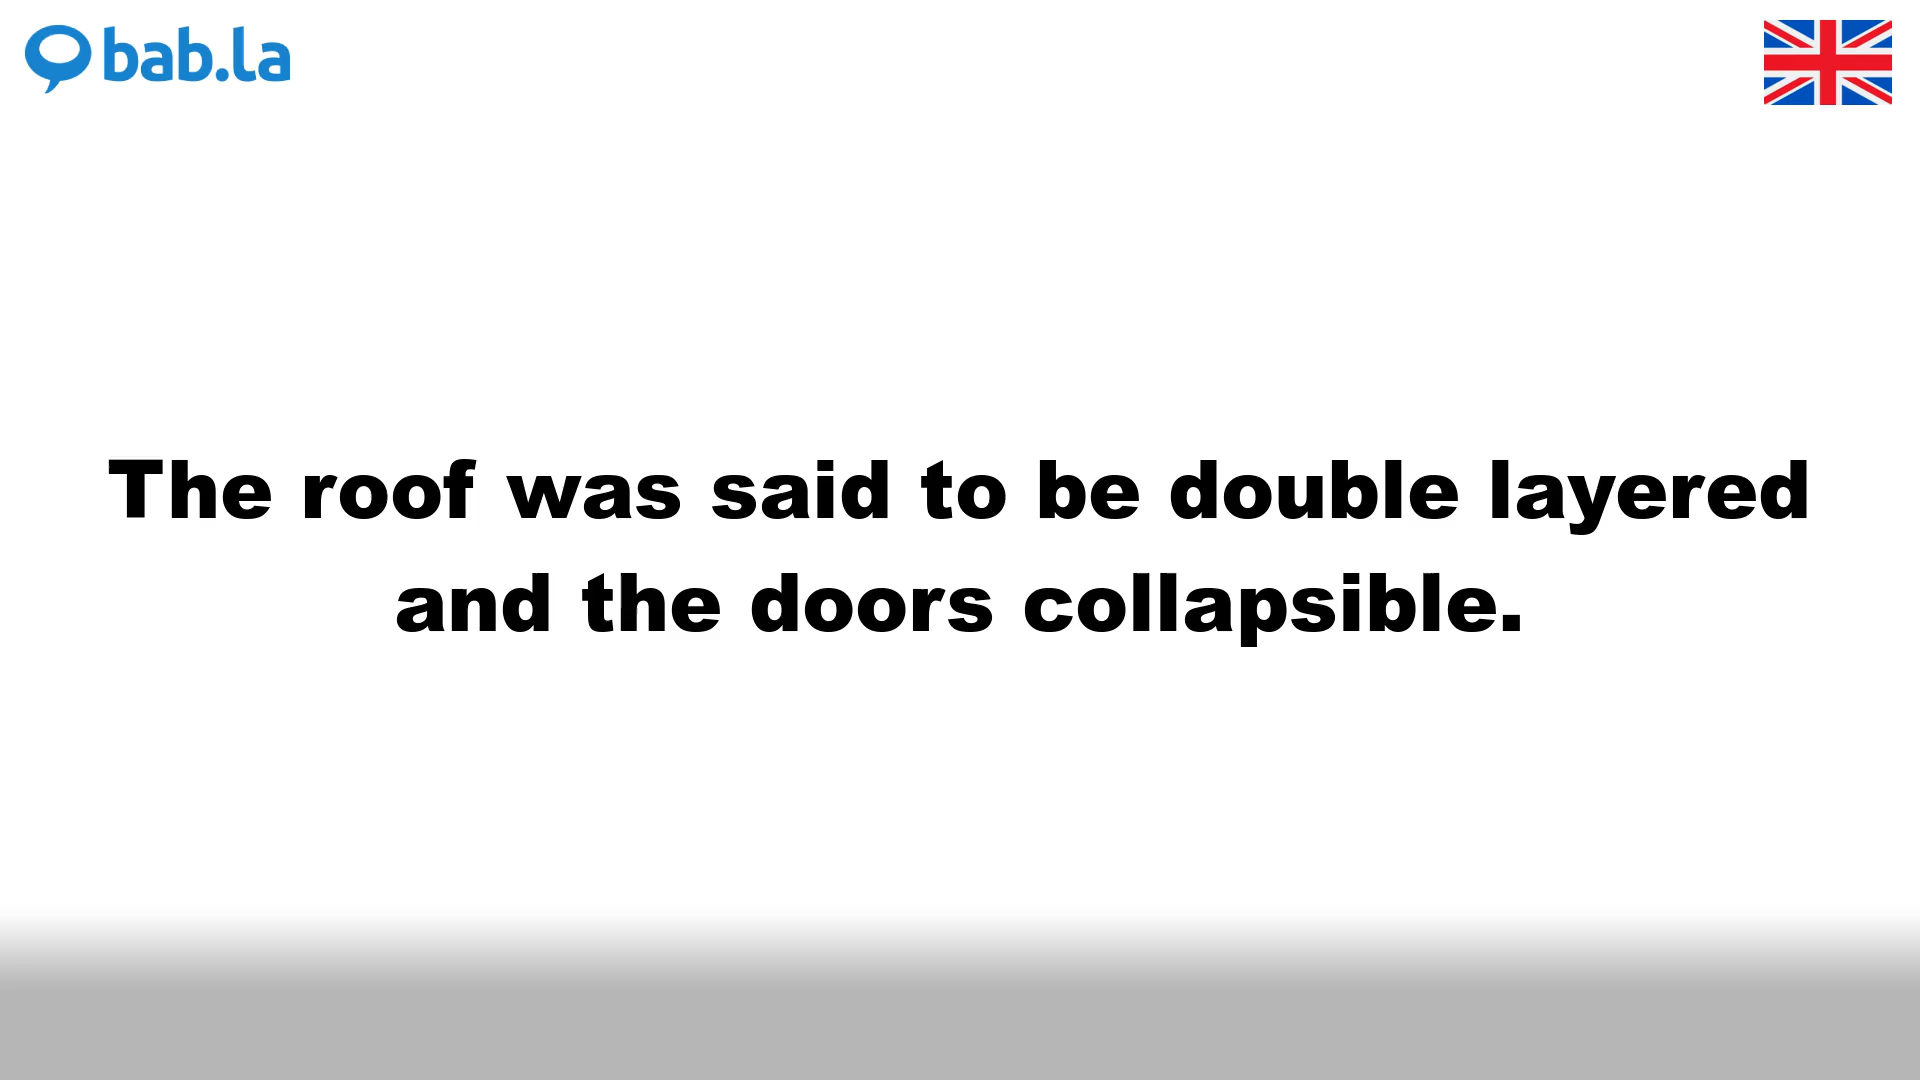 bab.la
The roof was said to be double layered
and the doors collapsible.